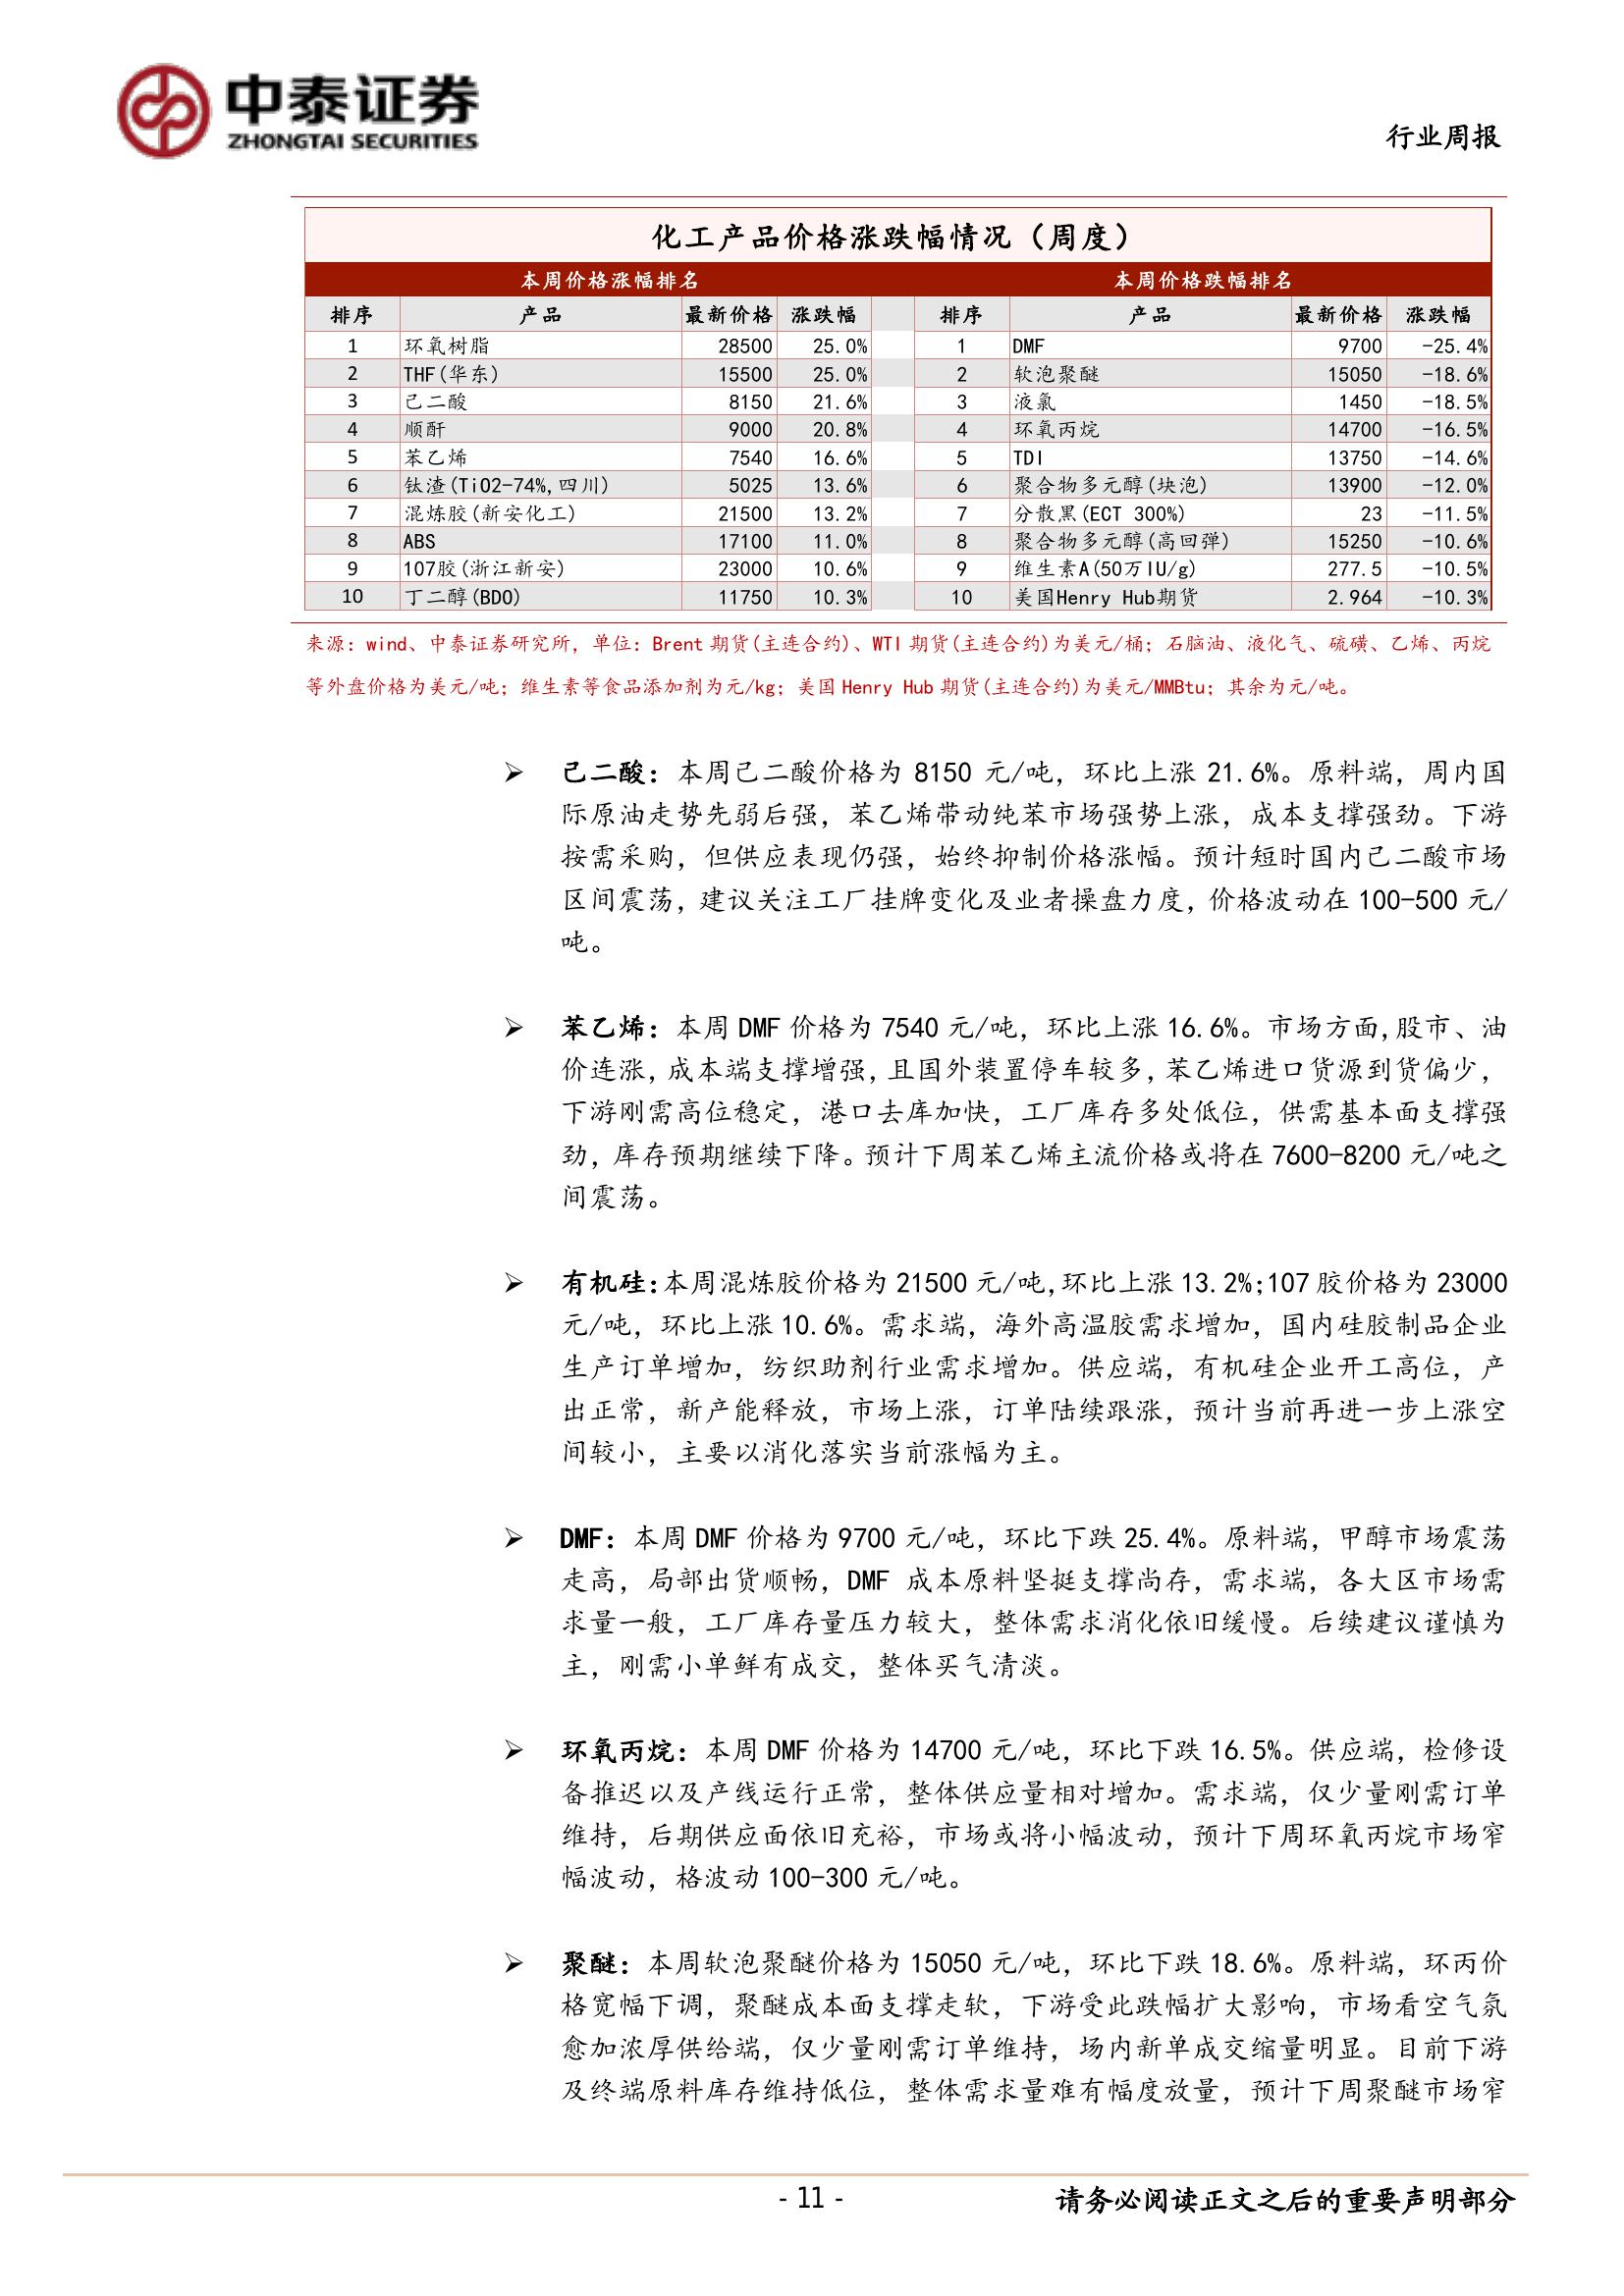 中泰证券
ZHONGTAI SECURITIES
行业周报
化工产品价格涨跌幅情况（周度）
本周价格涨幅排名 本周价格跌幅排名
排序 产品 最新价格 涨跌幅 排序 产品 最新价格 涨跌幅
1 环氧树脂 28500 25.0% 1 DMF 9700 -25.4%
2 THF(华东) 15500 25.0% 2 软泡聚醚 15050 -18.6%
3 己二酸 8150 21.6% 3 液氯 1450 -18.5%
4 顺酐 9000 20.8% 4 环氧丙烷 14700 -16.5%
5 苯乙烯 7540 16.6% 5 TDI 13750 -14.6%
6 钛渣(TiO2-74%,四川) 5025 13.6% 6 聚合物多元醇(块泡) 13900 -12.0%
7 混炼胶(新安化工) 21500 13.2% 7 分散黑(ECT 300%) 23 -11.5%
8 ABS 17100 11.0% 8 聚合物多元醇(高回弹) 15250 -10.6%
9 107胶(浙江新安) 23000 10.6% 9 维生素A(50万IU/g) 277.5 -10.5%
10 丁二醇(BDO) 11750 10.3% 10 美国Henry Hub期货 2.964 -10.3%
来源：wind、中泰证券研究所，单位：Brent 期货(主连合约)、WTI 期货(主连合约)为美元/桶；石脑油、液化气、硫磺、乙烯、丙烷
等外盘价格为美元/吨；维生素等食品添加剂为元/kg；美国 Henry Hub 期货(主连合约)为美元/MMBtu；其余为元/吨。
➢ 己二酸：本周己二酸价格为 8150 元/吨，环比上涨 21.6%。原料端，周内国
际原油走势先弱后强，苯乙烯带动纯苯市场强势上涨，成本支撑强劲。下游
按需采购，但供应表现仍强，始终抑制价格涨幅。预计短时国内己二酸市场
区间震荡，建议关注工厂挂牌变化及业者操盘力度，价格波动在 100-500 元/
吨。
➢ 苯乙烯：本周 DMF 价格为 7540 元/吨，环比上涨 16.6%。市场方面,股市、油
价连涨，成本端支撑增强，且国外装置停车较多，苯乙烯进口货源到货偏少，
下游刚需高位稳定，港口去库加快，工厂库存多处低位，供需基本面支撑强
劲，库存预期继续下降。预计下周苯乙烯主流价格或将在 7600-8200 元/吨之
间震荡。
➢ 有机硅：本周混炼胶价格为 21500 元/吨,环比上涨 13.2%;107 胶价格为 23000
元/吨，环比上涨 10.6%。需求端，海外高温胶需求增加，国内硅胶制品企业
生产订单增加，纺织助剂行业需求增加。供应端，有机硅企业开工高位，产
出正常，新产能释放，市场上涨，订单陆续跟涨，预计当前再进一步上涨空
间较小，主要以消化落实当前涨幅为主。
➢ DMF：本周 DMF 价格为 9700 元/吨，环比下跌 25.4%。原料端，甲醇市场震荡
走高，局部出货顺畅，DMF 成本原料坚挺支撑尚存，需求端，各大区市场需
求量一般，工厂库存量压力较大，整体需求消化依旧缓慢。后续建议谨慎为
主，刚需小单鲜有成交，整体买气清淡。
➢ 环氧丙烷：本周 DMF 价格为 14700 元/吨，环比下跌 16.5%。供应端，检修设
备推迟以及产线运行正常，整体供应量相对增加。需求端，仅少量刚需订单
维持，后期供应面依旧充裕，市场或将小幅波动，预计下周环氧丙烷市场窄
幅波动，格波动 100-300 元/吨。
➢ 聚醚：本周软泡聚醚价格为 15050 元/吨，环比下跌 18.6%。原料端，环丙价
格宽幅下调，聚醚成本面支撑走软，下游受此跌幅扩大影响，市场看空气氛
愈加浓厚供给端，仅少量刚需订单维持，场内新单成交缩量明显。目前下游
及终端原料库存维持低位，整体需求量难有幅度放量，预计下周聚醚市场窄
- 11 - 请务必阅读正文之后的重要声明部分